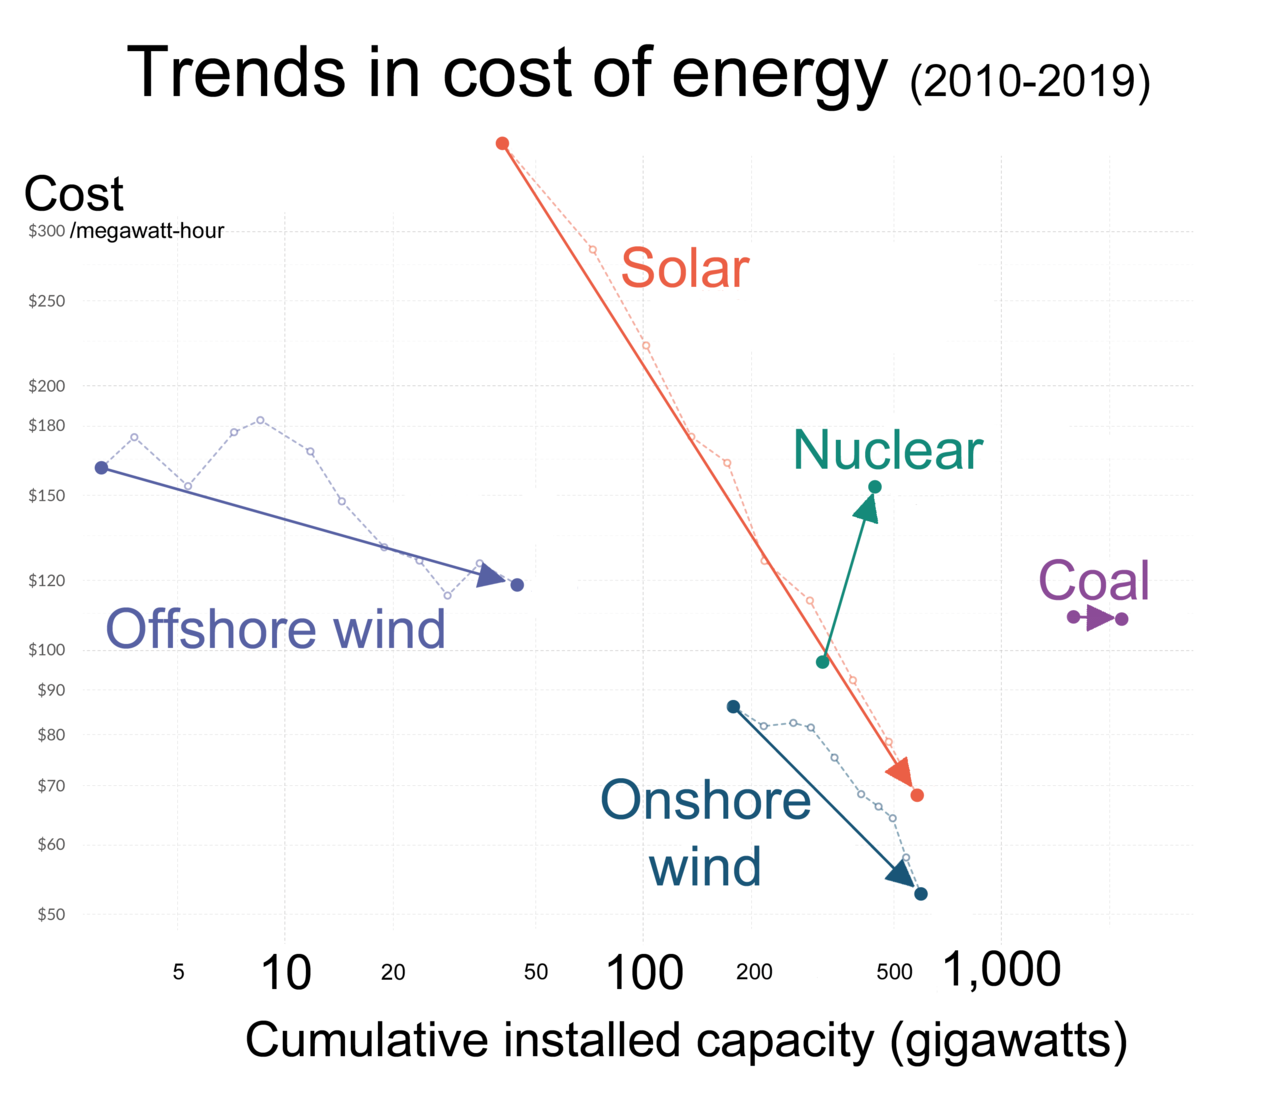 Trends in cost of energy (2010-2019)
Cost
$300 /megawatt-hour
Solar
$250
$200
$180
Nuclear
$150
$120
Coal
Offshore wind
$100
$90
$80
$70
Onshore
wind
$60
$50
5 10 20 50 100 200 500 1,000
Cumulative installed capacity (gigawatts)